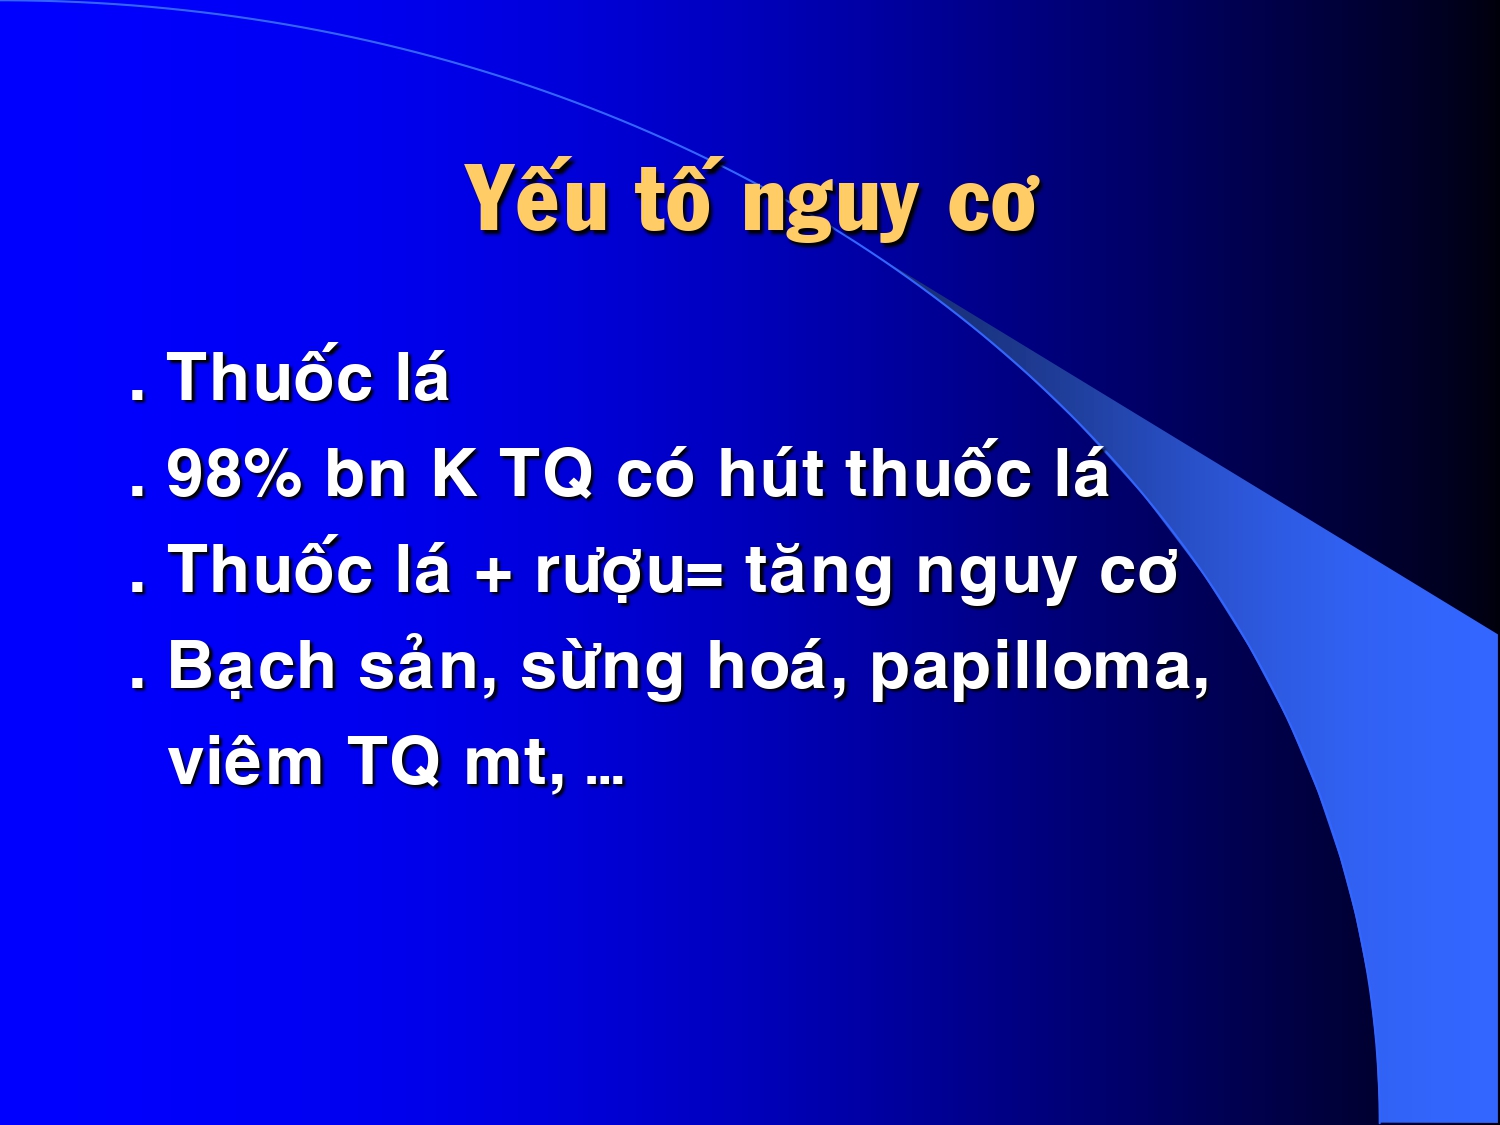 Yếu tố nguy cơ
. Thuốc lá
. 98% bn K TQ có hút thuốc lá
. Thuốc lá + rượu= tăng nguy cơ
. Bạch sản, sừng hoá, papilloma,
viêm TQ mt, ...